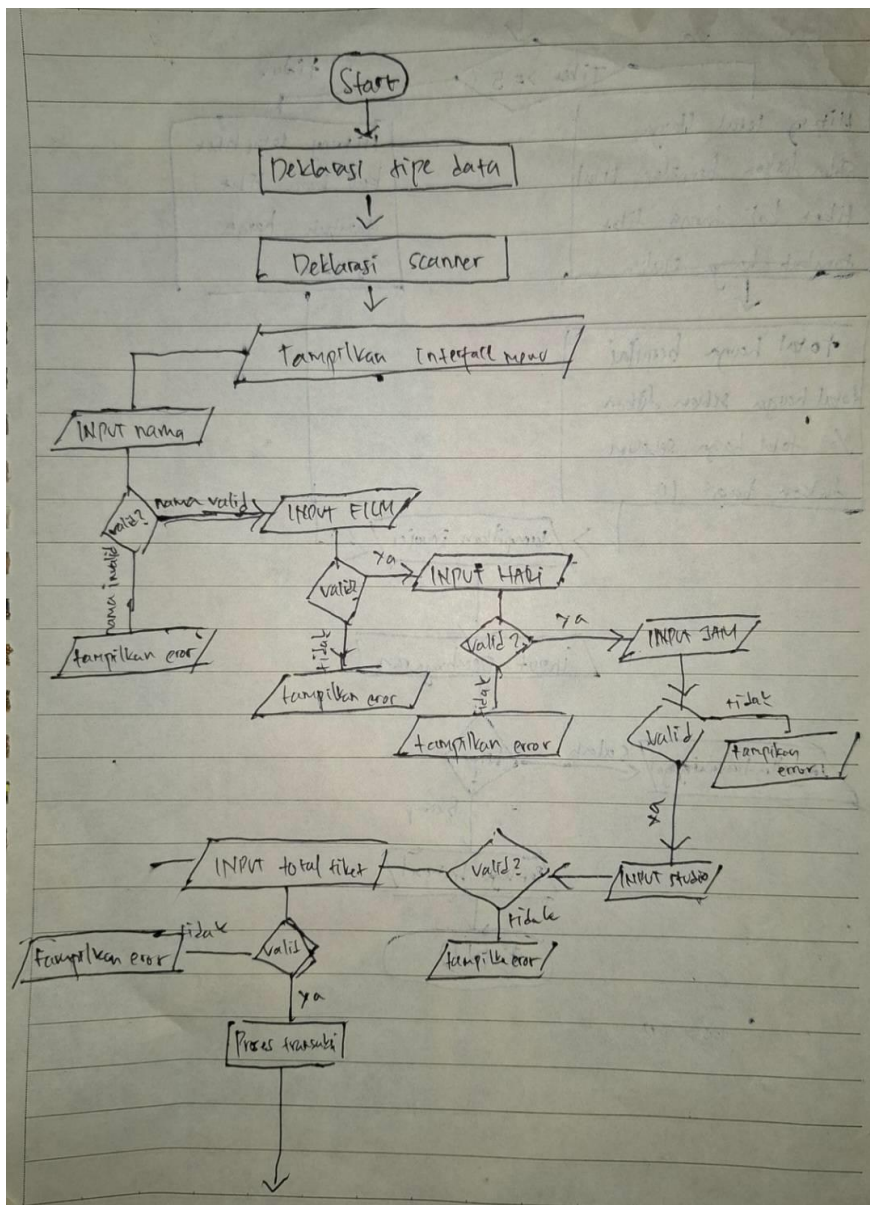 Start
Deklarasi tipe data
Deklarasi scanner
tampilkan interface menu
INPUT nama
valid?
nama valid
nama invalid
tampilkan eror
INPUT FILM
valid?
ya
tidak
tampilkan eror
INPUT HARI
valid?
ya
tidak
tampilkan error
INPUT JAM
valid
tidak
tampilkan
error!
ya
INPUT studio
valid?
tidak
tampilka eror
INPUT total tiket
valid
tidak
tampilkan eror
ya
Proses transaksi